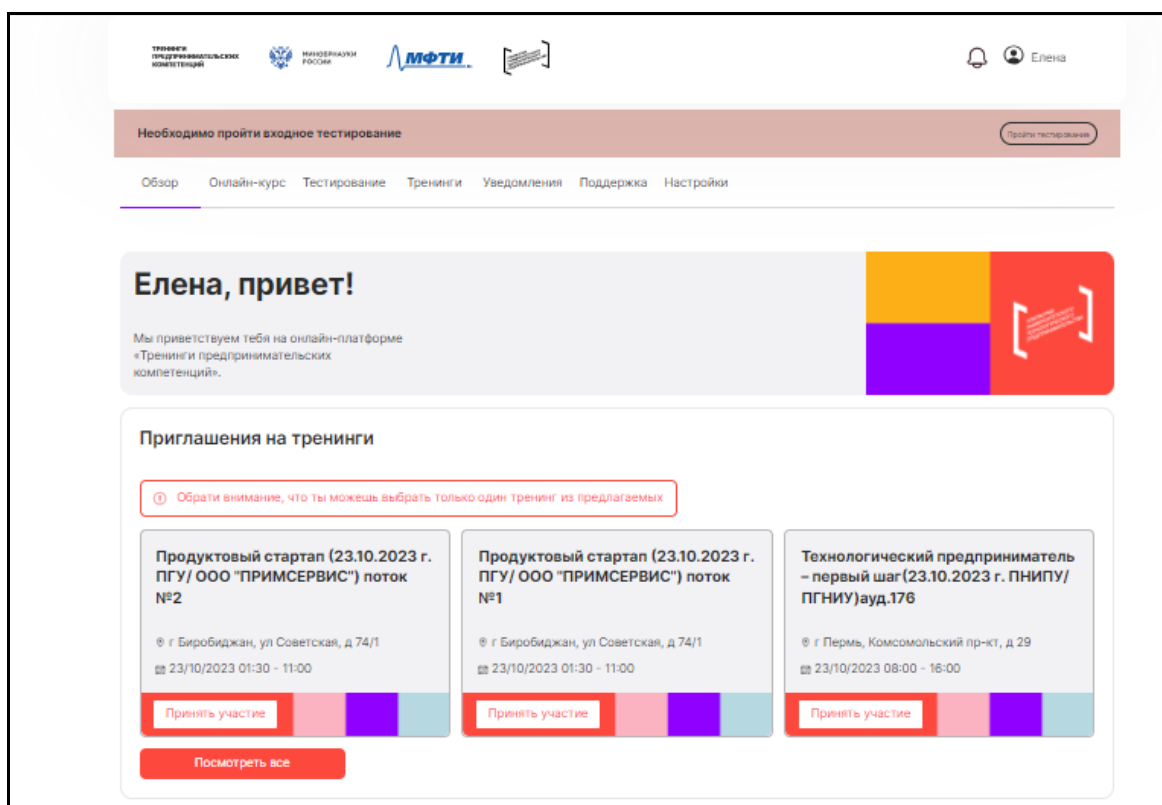 ТРЕНИНГИ
ПРЕДПРИНИМАТЕЛЬСКИХ
КОМПЕТЕНЦИЙ
МИНОБРНАУКИ
РОССИИ
МФТИ
Елена
Необходимо пройти входное тестирование
Пройти тестирование
Обзор Онлайн-курс Тестирование Тренинги Уведомления Поддержка Настройки
Елена, привет!
Мы приветствуем тебя на онлайн-платформе
«Тренинги предпринимательских
компетенций».
Приглашения на тренинги
Обрати внимание, что ты можешь выбрать только один тренинг из предлагаемых
Продуктовый стартап (23.10.2023 г.
ПГУ/ ООО "ПРИМСЕРВИС") поток
№2
г Биробиджан, ул Советская, д 74/1
23/10/2023 01:30 - 11:00
Принять участие
Продуктовый стартап (23.10.2023 г.
ПГУ/ ООО "ПРИМСЕРВИС") поток
№1
г Биробиджан, ул Советская, д 74/1
23/10/2023 01:30 - 11:00
Принять участие
Технологический предприниматель
– первый шаг(23.10.2023 г. ПНИПУ/
ПГНИУ)ауд.176
г Пермь, Комсомольский пр-кт, д 29
23/10/2023 08:00 - 16:00
Принять участие
Посмотреть все